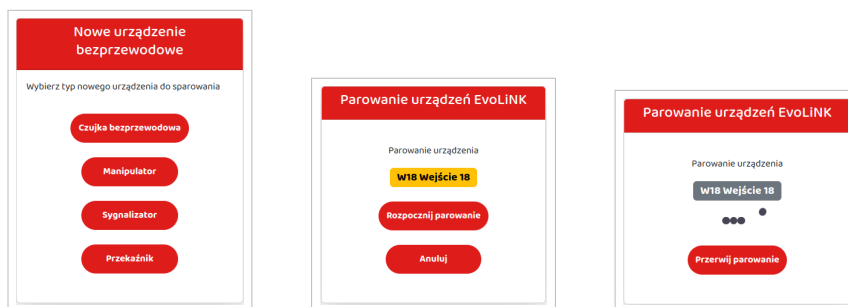 Nowe urządzenie
bezprzewodowe
Wybierz typ nowego urządzenia do sparowania
Czujka bezprzewodowa
Manipulator
Sygnalizator
Przekaźnik
Parowanie urządzeń EvoLiNK
Parowanie urządzenia
W18 Wejście 18
Rozpocznij parowanie
Anuluj
Parowanie urządzeń EvoLiNK
Parowanie urządzenia
W18 Wejście 18
Przerwij parowanie